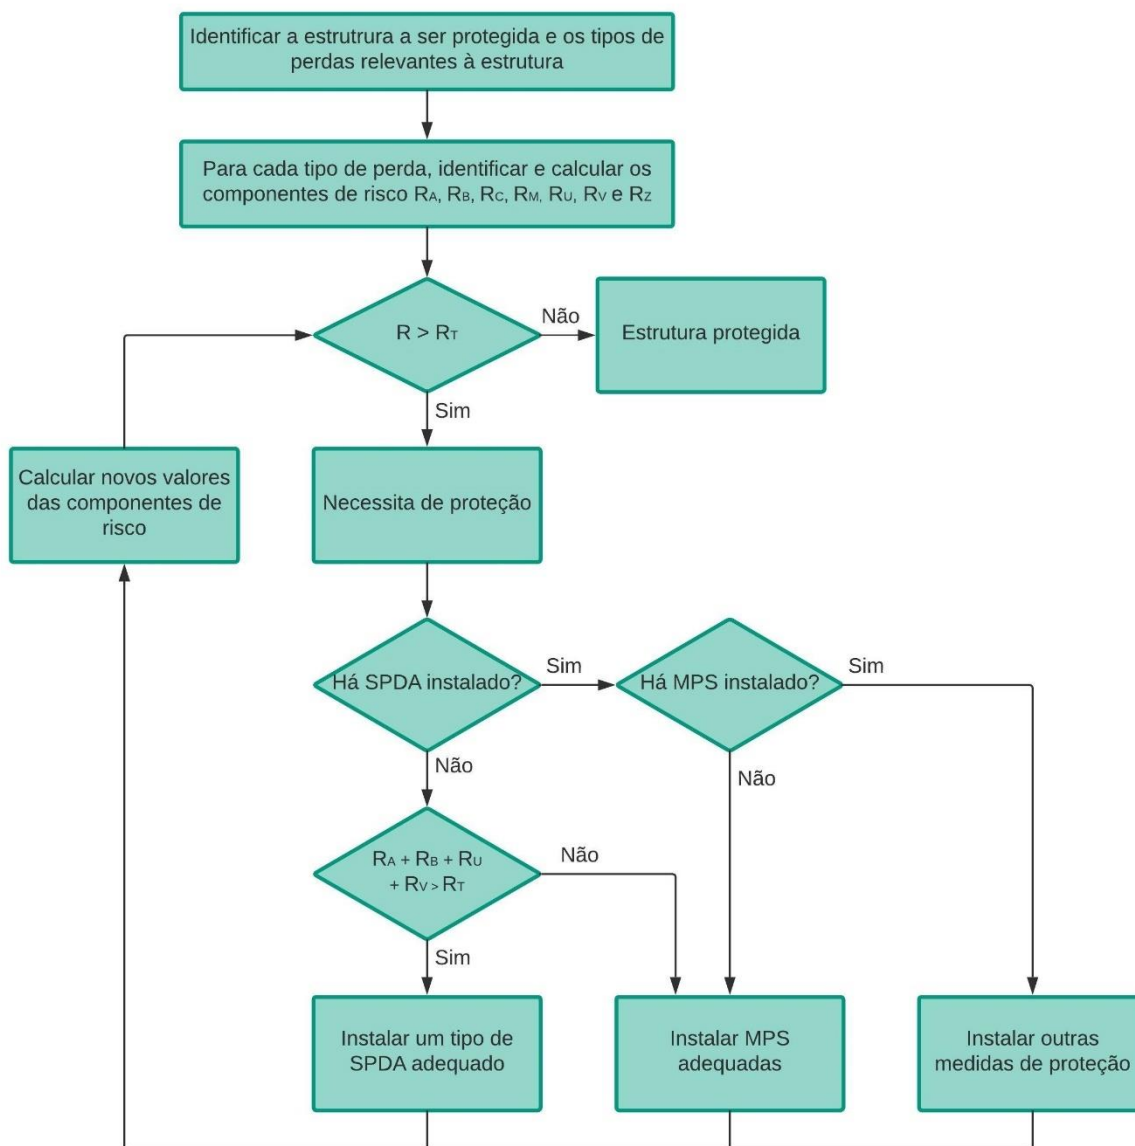 Identificar a estrutrura a ser protegida e os tipos de
perdas relevantes à estrutura
Para cada tipo de perda, identificar e calcular os
componentes de risco RA, RB, RC, RM, RU, RV e RZ
R > RT
Não
Estrutura protegida
Sim
Calcular novos valores
das componentes de
risco
Necessita de proteção
Há SPDA instalado?
Sim
Há MPS instalado?
Sim
Não
Não
RA + RB + RU
+ RV > RT
Não
Sim
Instalar um tipo de
SPDA adequado
Instalar MPS
adequadas
Instalar outras
medidas de proteção